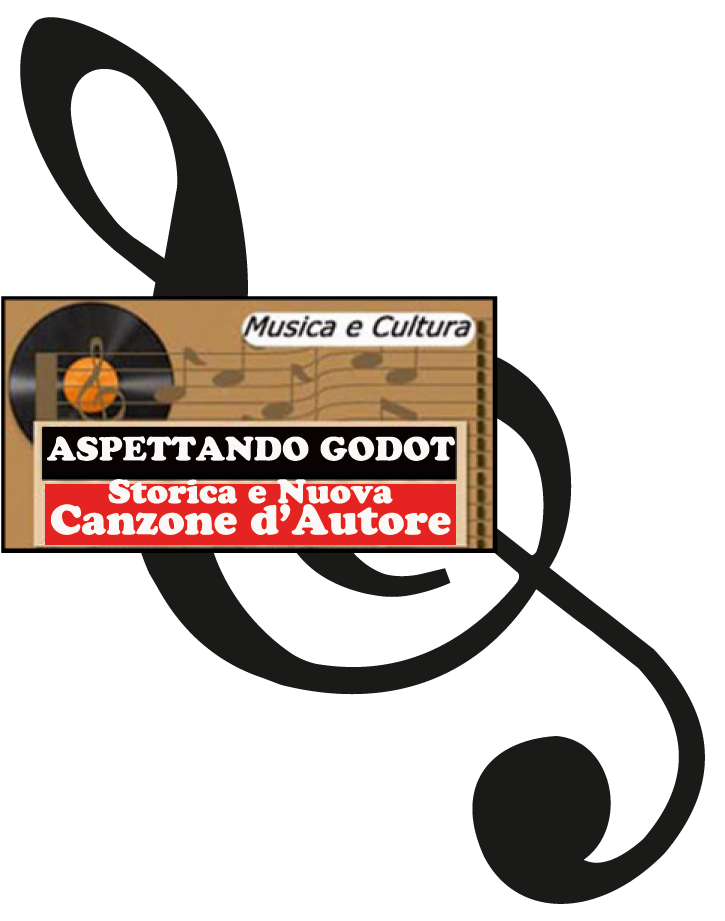 Musica e Cultura
ASPETTANDO GODOT
Storica e Nuova
Canzone d'Autore